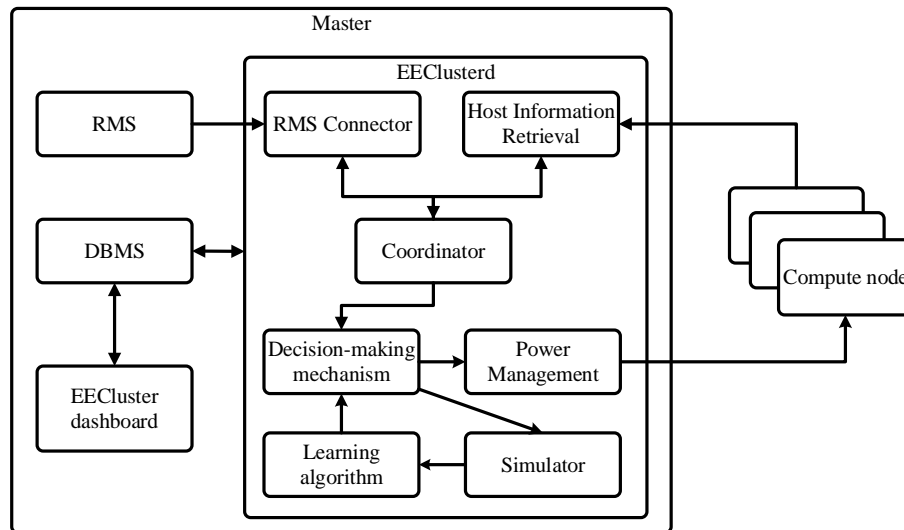 Master
EEClusterd
RMS
RMS Connector
Host Information
Retrieval
DBMS
Coordinator
Compute node
Decision-making
mechanism
Power
Management
EECluster
dashboard
Learning
algorithm
Simulator